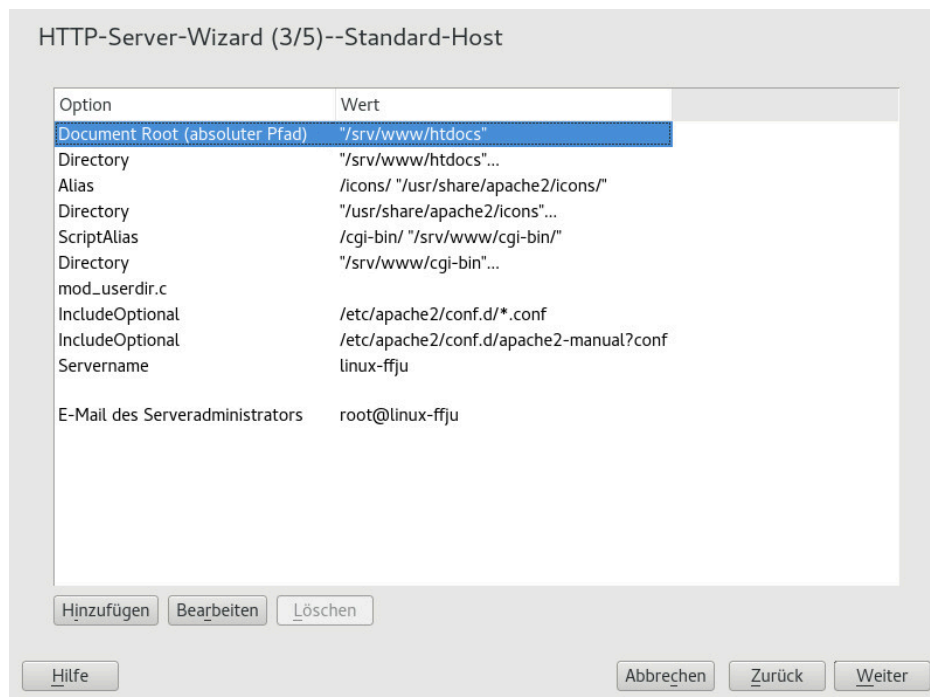 HTTP-Server-Wizard (3/5)--Standard-Host
Option Wert
Document Root (absoluter Pfad) "/srv/www/htdocs"
Directory "/srv/www/htdocs"...
Alias /icons/ "/usr/share/apache2/icons/"
Directory "/usr/share/apache2/icons"...
ScriptAlias /cgi-bin/ "/srv/www/cgi-bin/"
Directory "/srv/www/cgi-bin"...
mod_userdir.c
IncludeOptional /etc/apache2/conf.d/*.conf
IncludeOptional /etc/apache2/conf.d/apache2-manual?conf
Servername linux-ffju
E-Mail des Serveradministrators root@linux-ffju
Hinzufügen Bearbeiten Löschen
Hilfe Abbrechen Zurück Weiter